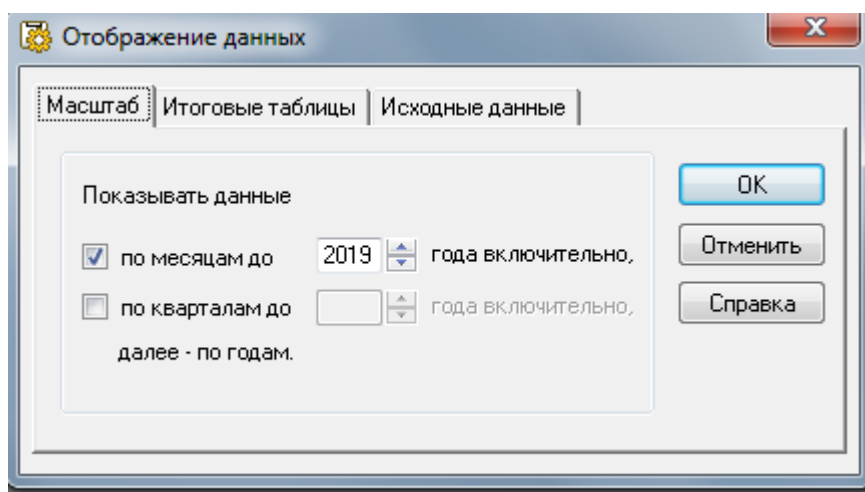 Отображение данных
Масштаб Итоговые таблицы Исходные данные
Показывать данные
по месяцам до 2019 года включительно,
по кварталам до года включительно,
далее - по годам.
OK
Отменить
Справка